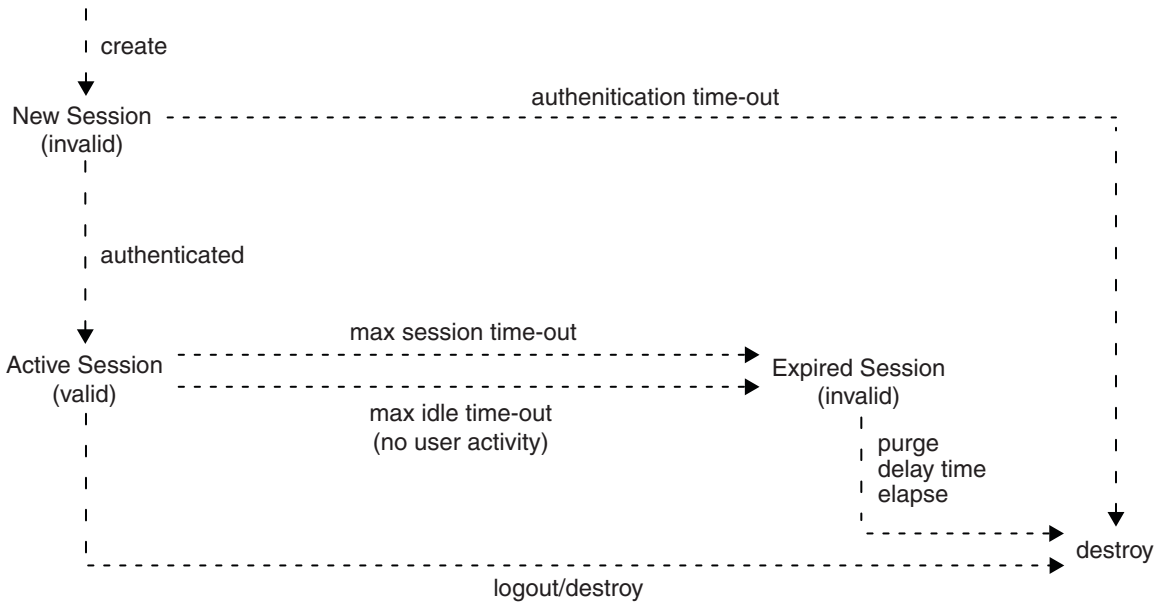 create
authenitication time-out
New Session
(invalid)
authenticated
max session time-out
Active Session
(valid)
Expired Session
(invalid)
max idle time-out
(no user activity)
purge
delay time
elapse
destroy
logout/destroy